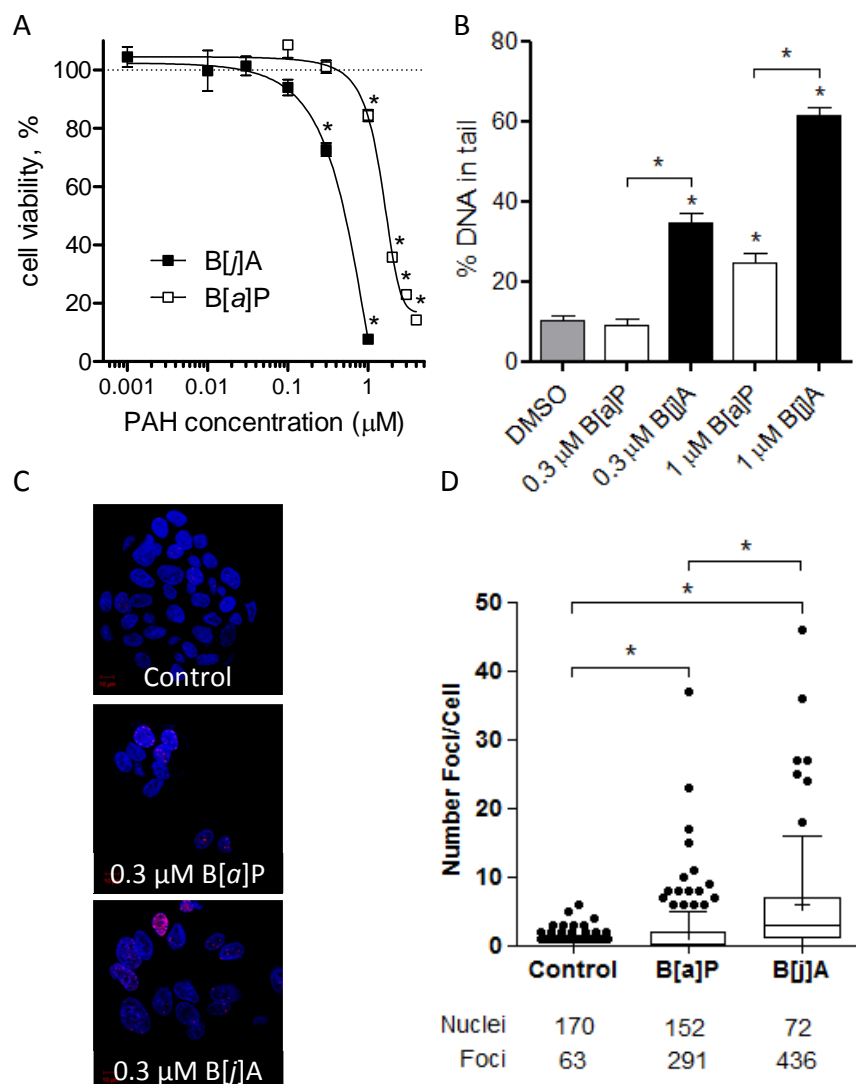 A
cell viability, %
100
80
60
40
20
0
B[j]A
B[a]P
*
*
*
*
*
*
0.001
0.01
0.1
1
PAH concentration (µM)
B
% DNA in tail
80
60
40
20
0
*
*
*
*
*
DMSO
0.3 µM B[a]P
0.3 µM B[j]A
1 µM B[a]P
1 µM B[j]A
C
Control
0.3 µM B[a]P
0.3 µM B[j]A
D
Number Foci/Cell
50
40
30
20
10
0
*
*
*
Control B[a]P B[j]A
Nuclei 170 152 72
Foci 63 291 436